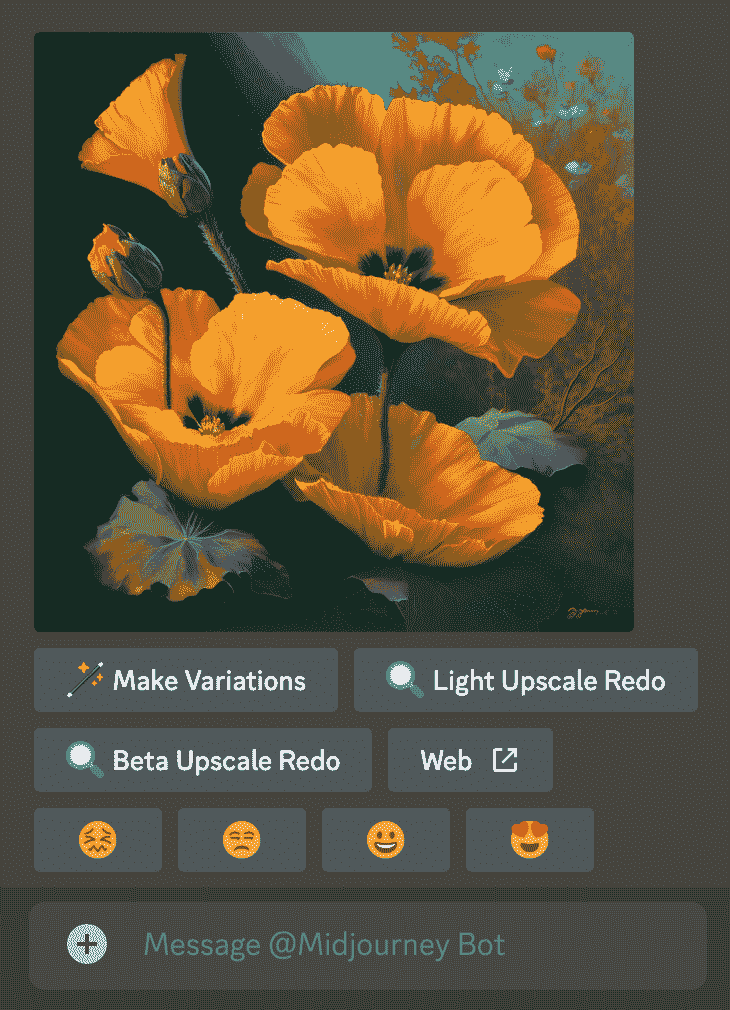 Make Variations
Light Upscale Redo
Beta Upscale Redo
Web
Message @Midjourney Bot